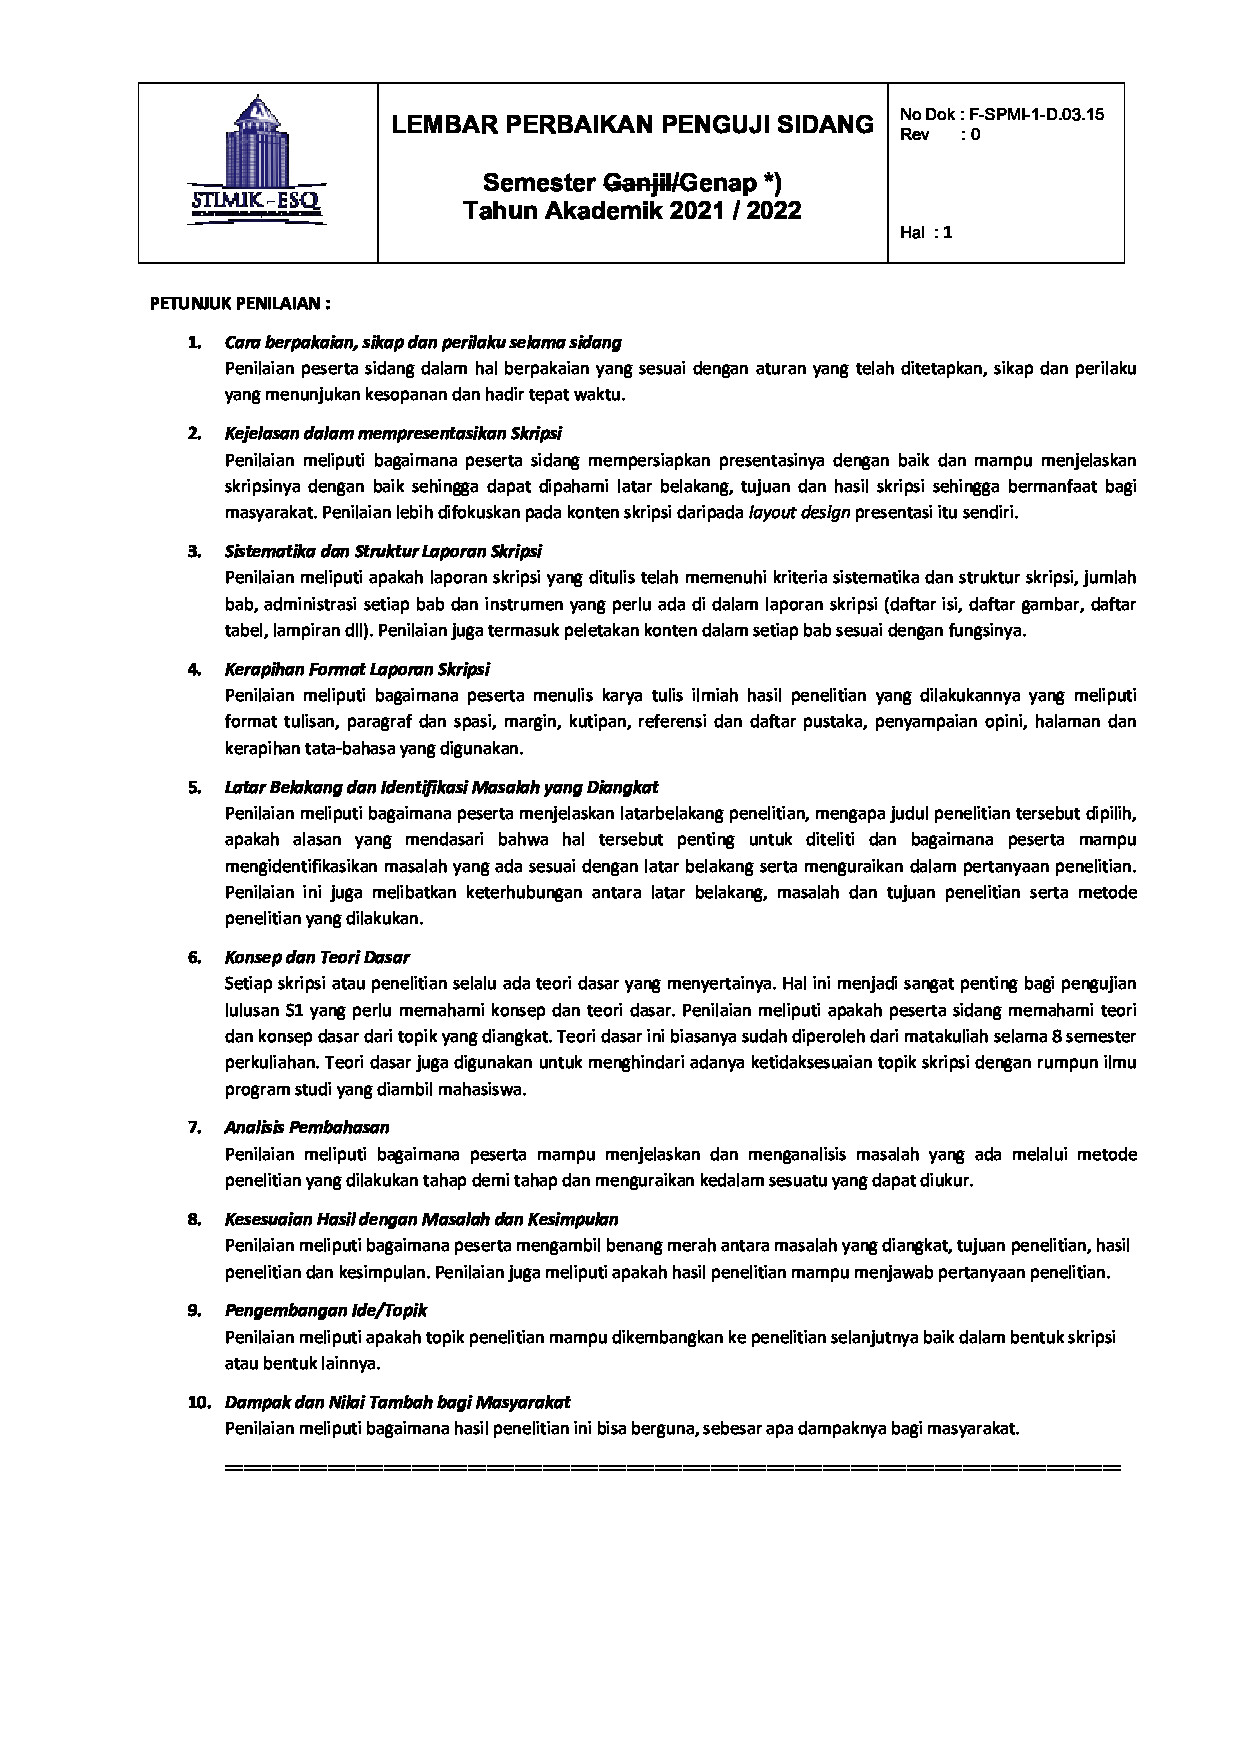 STIMIK-ESQ
LEMBAR PERBAIKAN PENGUJI SIDANG
Semester Ganjil/Genap *)
Tahun Akademik 2021 / 2022
No Dok : F-SPMI-1-D.03.15
Rev : 0
Hal : 1
PETUNJUK PENILAIAN :
1. Cara berpakaian, sikap dan perilaku selama sidang
Penilaian peserta sidang dalam hal berpakaian yang sesuai dengan aturan yang telah ditetapkan, sikap dan perilaku
yang menunjukan kesopanan dan hadir tepat waktu.
2. Kejelasan dalam mempresentasikan Skripsi
Penilaian meliputi bagaimana peserta sidang mempersiapkan presentasinya dengan baik dan mampu menjelaskan
skripsinya dengan baik sehingga dapat dipahami latar belakang, tujuan dan hasil skripsi sehingga bermanfaat bagi
masyarakat. Penilaian lebih difokuskan pada konten skripsi daripada layout design presentasi itu sendiri.
3. Sistematika dan Struktur Laporan Skripsi
Penilaian meliputi apakah laporan skripsi yang ditulis telah memenuhi kriteria sistematika dan struktur skripsi, jumlah
bab, administrasi setiap bab dan instrumen yang perlu ada di dalam laporan skripsi (daftar isi, daftar gambar, daftar
tabel, lampiran dll). Penilaian juga termasuk peletakan konten dalam setiap bab sesuai dengan fungsinya.
4. Kerapihan Format Laporan Skripsi
Penilaian meliputi bagaimana peserta menulis karya tulis ilmiah hasil penelitian yang dilakukannya yang meliputi
format tulisan, paragraf dan spasi, margin, kutipan, referensi dan daftar pustaka, penyampaian opini, halaman dan
kerapihan tata-bahasa yang digunakan.
5. Latar Belakang dan Identifikasi Masalah yang Diangkat
Penilaian meliputi bagaimana peserta menjelaskan latarbelakang penelitian, mengapa judul penelitian tersebut dipilih,
apakah alasan yang mendasari bahwa hal tersebut penting untuk diteliti dan bagaimana peserta mampu
mengidentifikasikan masalah yang ada sesuai dengan latar belakang serta menguraikan dalam pertanyaan penelitian.
Penilaian ini juga melibatkan keterhubungan antara latar belakang, masalah dan tujuan penelitian serta metode
penelitian yang dilakukan.
6. Konsep dan Teori Dasar
Setiap skripsi atau penelitian selalu ada teori dasar yang menyertainya. Hal ini menjadi sangat penting bagi pengujian
lulusan S1 yang perlu memahami konsep dan teori dasar. Penilaian meliputi apakah peserta sidang memahami teori
dan konsep dasar dari topik yang diangkat. Teori dasar ini biasanya sudah diperoleh dari matakuliah selama 8 semester
perkuliahan. Teori dasar juga digunakan untuk menghindari adanya ketidaksesuaian topik skripsi dengan rumpun ilmu
program studi yang diambil mahasiswa.
7. Analisis Pembahasan
Penilaian meliputi bagaimana peserta mampu menjelaskan dan menganalisis masalah yang ada melalui metode
penelitian yang dilakukan tahap demi tahap dan menguraikan kedalam sesuatu yang dapat diukur.
8. Kesesuaian Hasil dengan Masalah dan Kesimpulan
Penilaian meliputi bagaimana peserta mengambil benang merah antara masalah yang diangkat, tujuan penelitian, hasil
penelitian dan kesimpulan. Penilaian juga meliputi apakah hasil penelitian mampu menjawab pertanyaan penelitian.
9. Pengembangan Ide/Topik
Penilaian meliputi apakah topik penelitian mampu dikembangkan ke penelitian selanjutnya baik dalam bentuk skripsi
atau bentuk lainnya.
10. Dampak dan Nilai Tambah bagi Masyarakat
Penilaian meliputi bagaimana hasil penelitian ini bisa berguna, sebesar apa dampaknya bagi masyarakat.